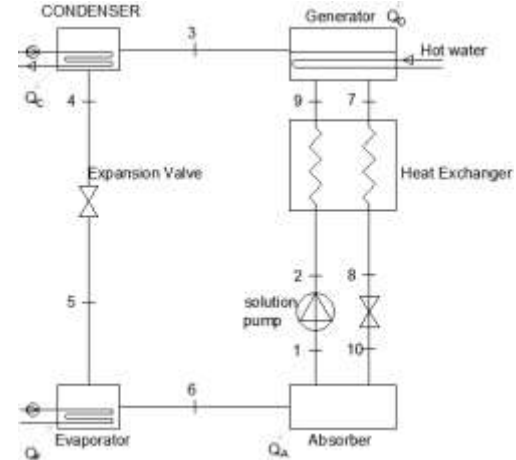 CONDENSER
Generator
Q̇
3
Hot water
4
9
7
Q̇c
Expansion Valve
Heat Exchanger
2
8
5
solution
pump
1
10
6
Evaporator
Absorber
Q̇A